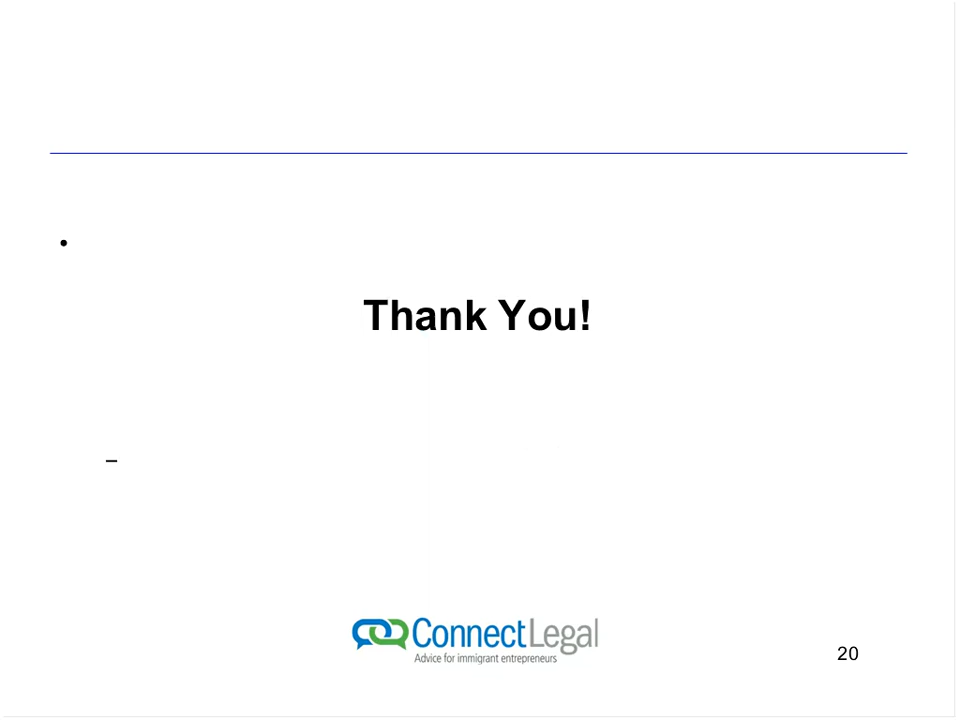 •
Thank You!
–
ConnectLegal
Advice for immigrant entrepreneurs
20